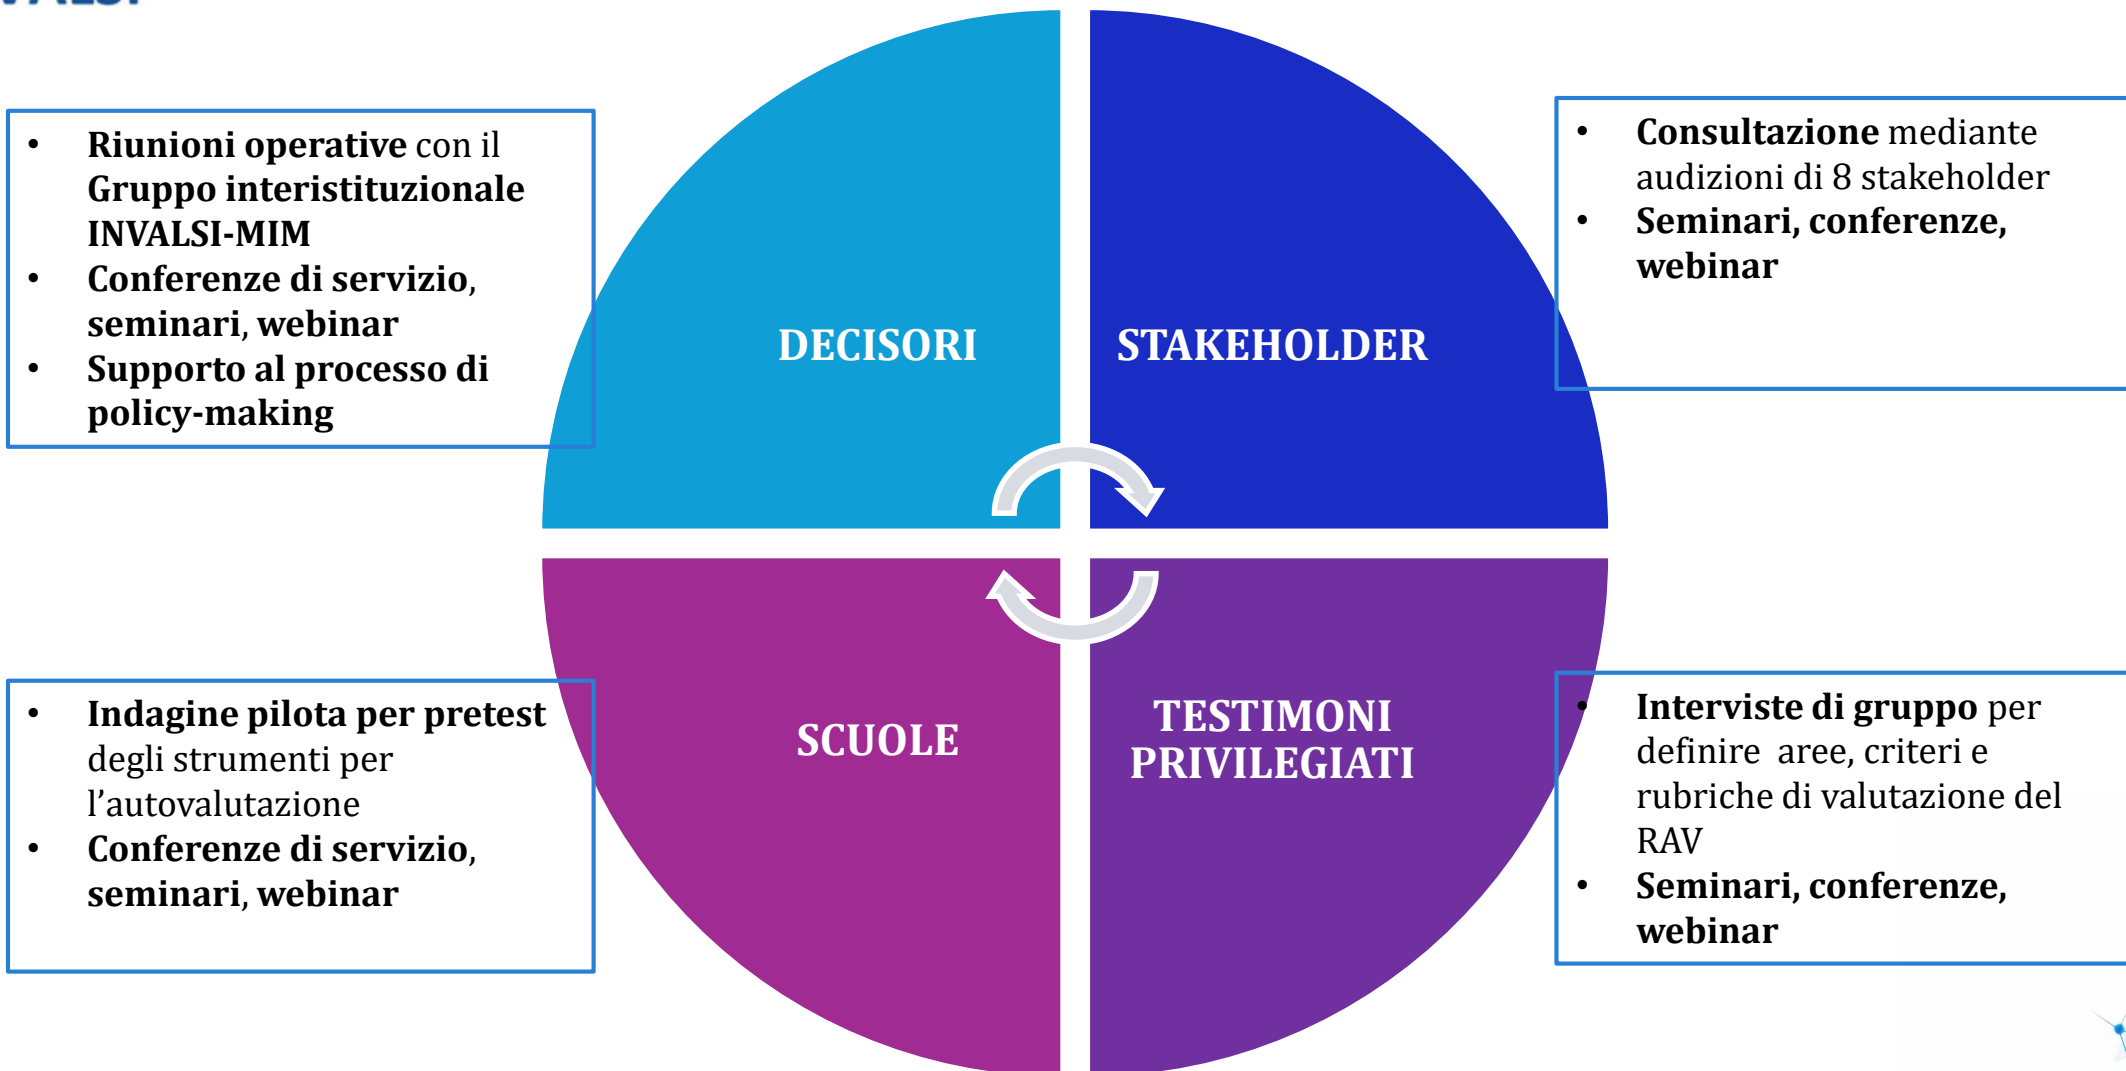 • Riunioni operative con il
Gruppo interistituzionale
INVALSI-MIM
• Conferenze di servizio,
seminari, webinar
• Supporto al processo di
policy-making
DECISORI
STAKEHOLDER
• Consultazione mediante
audizioni di 8 stakeholder
• Seminari, conferenze,
webinar
• Indagine pilota per pretest
degli strumenti per
l’autovalutazione
• Conferenze di servizio,
seminari, webinar
SCUOLE
TESTIMONI
PRIVILEGIATI
• Interviste di gruppo per
definire  aree, criteri e
rubriche di valutazione del
RAV
• Seminari, conferenze,
webinar